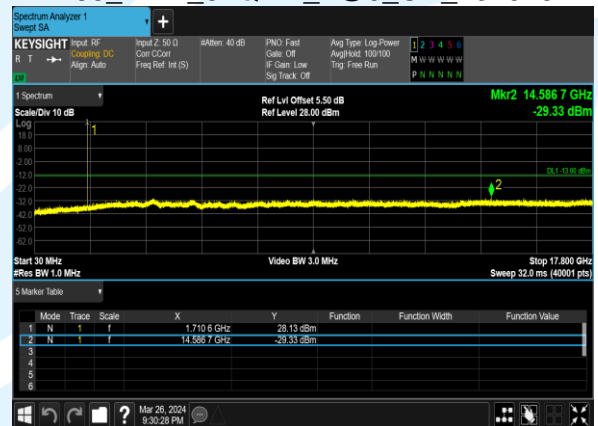 Spectrum Analyzer 1
Swept SA
KEYSIGHT Input: RF Input Z: 50 Ω #Atten: 40 dB PNO: Fast Avg Type: Log-Power 1 2 3 4 5 6
R T Coupling: DC Corr CCorr Gate: Off Avg|Hold: 100/100 M W W W W W
Align: Auto Freq Ref: Int (S) IF Gain: Low Trig: Free Run
Sig Track: Off P N N N N N
1 Spectrum Ref Lvl Offset 5.50 dB Mkr2 14.586 7 GHz
Scale/Div 10 dB Ref Level 28.00 dBm -29.33 dBm
Log
1
18.0
8.00
-2.00
-12.0 DL1 -13.00 dBm
-22.0 2
-32.0
-42.0
-52.0
-62.0
Start 30 MHz Video BW 3.0 MHz Stop 17.800 GHz
#Res BW 1.0 MHz Sweep 32.0 ms (40001 pts)
5 Marker Table
Mode Trace Scale X Y Function Function Width Function Value
1 N 1 f 1.710 6 GHz 28.13 dBm
2 N 1 f 14.586 7 GHz -29.33 dBm
3
4
5
6
? Mar 26, 2024
9:30:28 PM